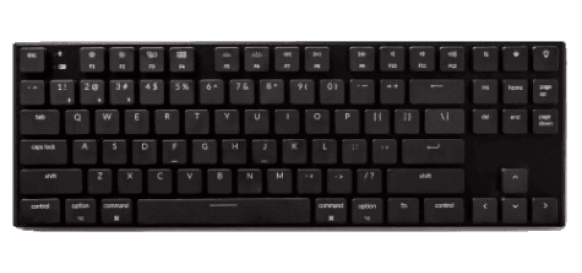 esc F1 F2 F3 F4 F5 F6 F7 F8 F9 F10 F11 F12
1! 2@ 3# 4$ 5% 6^ 7& 8* 9( 0) ins home page up
tab Q W E R T Y U I O P [{ ]} \| del end page down
caps lock A S D F G H J K L
shift Z X C V B N M /? shift
control option command command option control